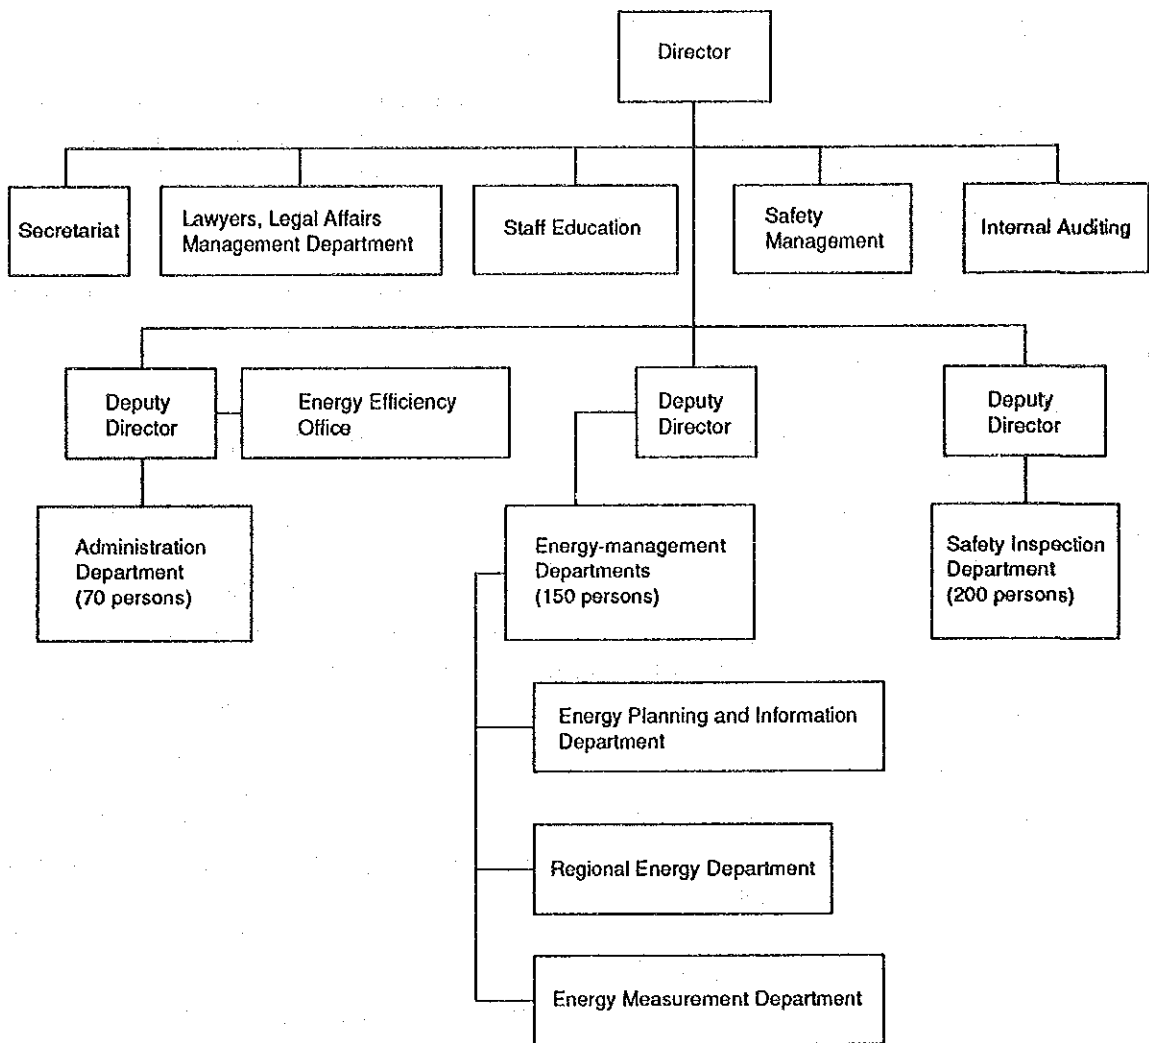 Director
Secretariat
Lawyers, Legal Affairs
Management Department
Staff Education
Safety
Management
Internal Auditing
Deputy
Director
Energy Efficiency
Office
Deputy
Director
Deputy
Director
Administration
Department
(70 persons)
Energy-management
Departments
(150 persons)
Safety Inspection
Department
(200 persons)
Energy Planning and Information
Department
Regional Energy Department
Energy Measurement Department